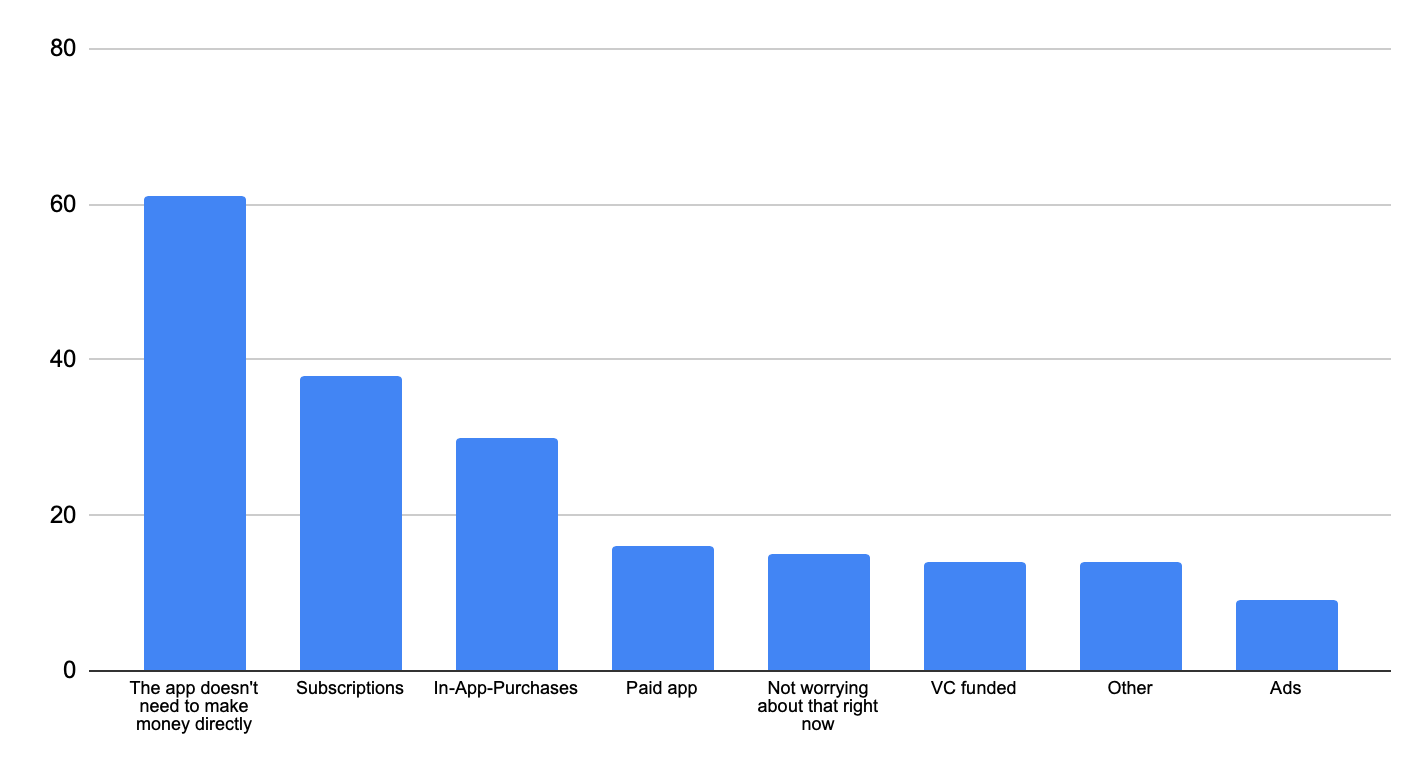 80
60
40
20
0
The app doesn't
need to make
money directly
Subscriptions
In-App-Purchases
Paid app
Not worrying
about that right
now
VC funded
Other
Ads